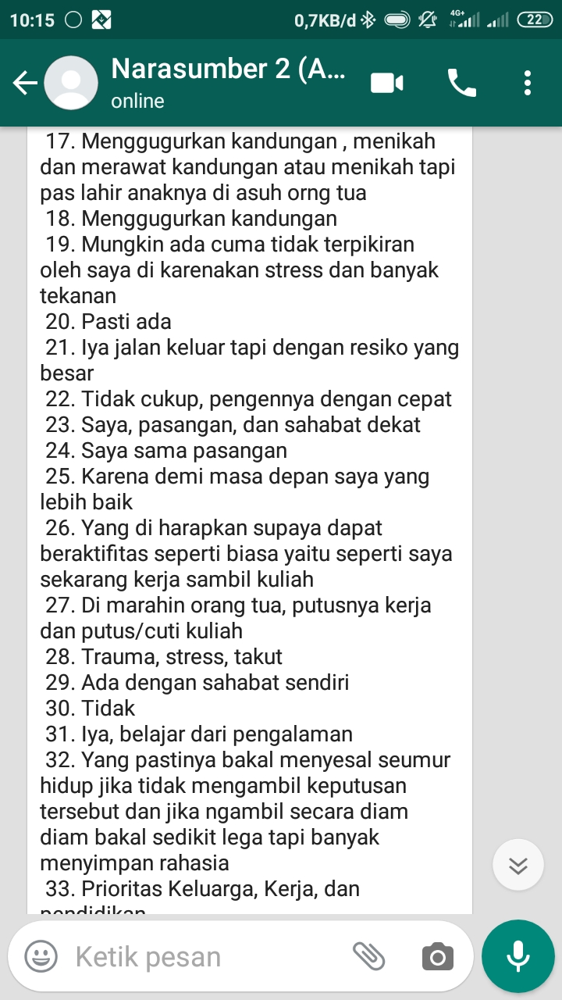 10:15
0,7KB/d
4G+
22
Narasumber 2 (A...
online
17. Menggugurkan kandungan , menikah
dan merawat kandungan atau menikah tapi
pas lahir anaknya di asuh orng tua
18. Menggugurkan kandungan
19. Mungkin ada cuma tidak terpikiran
oleh saya di karenakan stress dan banyak
tekanan
20. Pasti ada
21. Iya jalan keluar tapi dengan resiko yang
besar
22. Tidak cukup, pengennya dengan cepat
23. Saya, pasangan, dan sahabat dekat
24. Saya sama pasangan
25. Karena demi masa depan saya yang
lebih baik
26. Yang di harapkan supaya dapat
beraktifitas seperti biasa yaitu seperti saya
sekarang kerja sambil kuliah
27. Di marahin orang tua, putusnya kerja
dan putus/cuti kuliah
28. Trauma, stress, takut
29. Ada dengan sahabat sendiri
30. Tidak
31. Iya, belajar dari pengalaman
32. Yang pastinya bakal menyesal seumur
hidup jika tidak mengambil keputusan
tersebut dan jika ngambil secara diam
diam bakal sedikit lega tapi banyak
menyimpan rahasia
33. Prioritas Keluarga, Kerja, dan
pendidikan
Ketik pesan